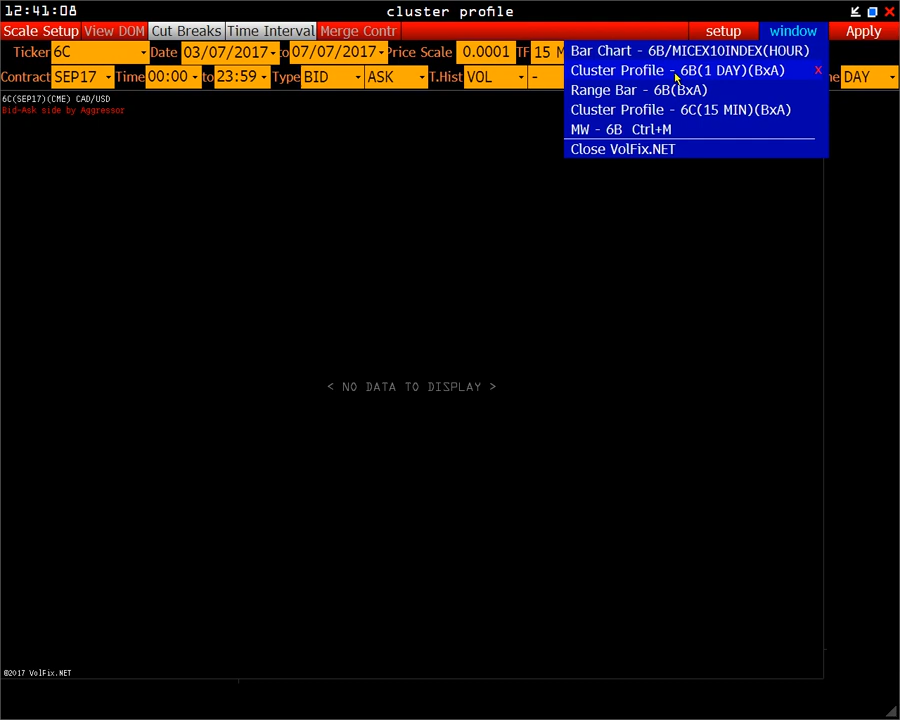 12:41:08 cluster profile
Scale Setup View DOM Cut Breaks Time Interval Merge Contr setup window Apply
Ticker 6C Date 03/07/2017 to 07/07/2017 Price Scale 0.0001 TF 15 M
Contract SEP17 Time 00:00 - to 23:59 Type BID ASK T.Hist VOL - DAY
Bar Chart - 6B/MICEX10INDEX(HOUR)
Cluster Profile - 6B(1 DAY)(BxA) X
Range Bar - 6B(BxA)
Cluster Profile - 6C(15 MIN)(BxA)
MW - 6B Ctrl+M
Close VolFix.NET
6C(SEP17)(CME) CAD/USD
Bid-Ask side by Aggressor
< NO DATA TO DISPLAY >
©2017 VolFix.NET